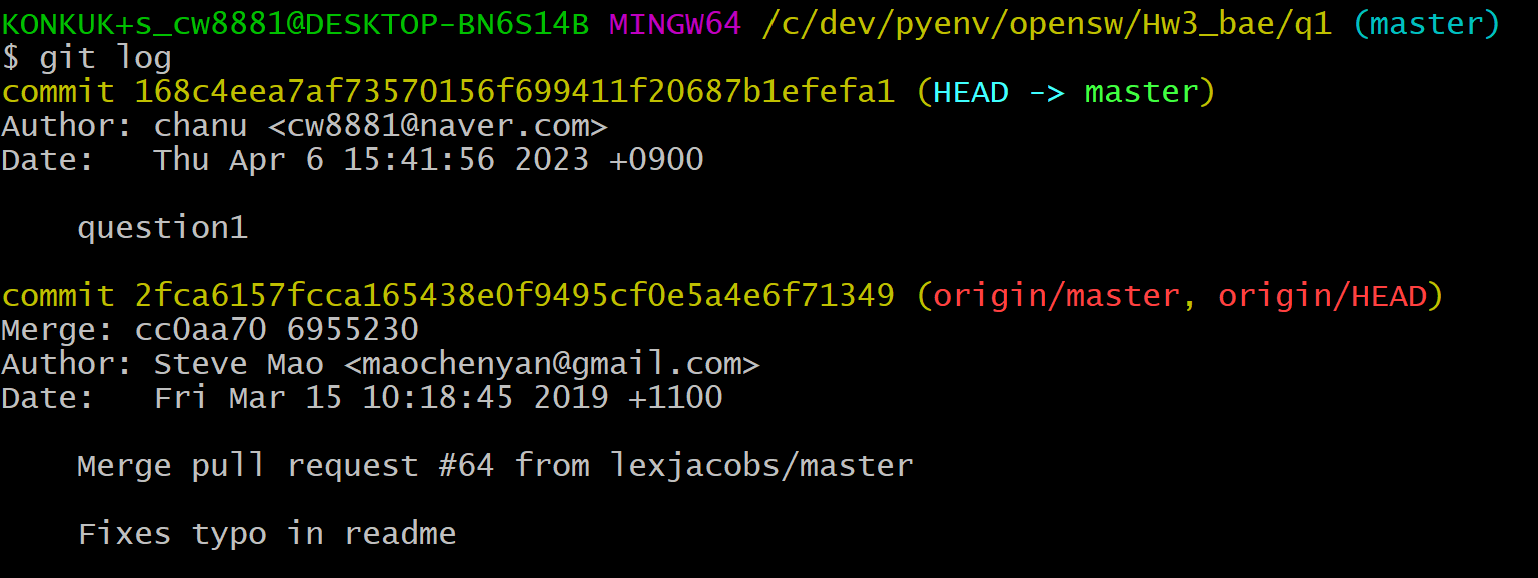 KONKUK+s_cw8881@DESKTOP-BN6S14B MINGW64 /c/dev/pyenv/opensw/Hw3_bae/q1 (master)
$ git log
commit 168c4eea7af73570156f699411f20687b1efefa1 (HEAD -> master)
Author: chanu <cw8881@naver.com>
Date:   Thu Apr 6 15:41:56 2023 +0900
question1
commit 2fca6157fcca165438e0f9495cf0e5a4e6f71349 (origin/master, origin/HEAD)
Merge: cc0aa70 6955230
Author: Steve Mao <maochenyan@gmail.com>
Date:   Fri Mar 15 10:18:45 2019 +1100
Merge pull request #64 from lexjacobs/master
Fixes typo in readme